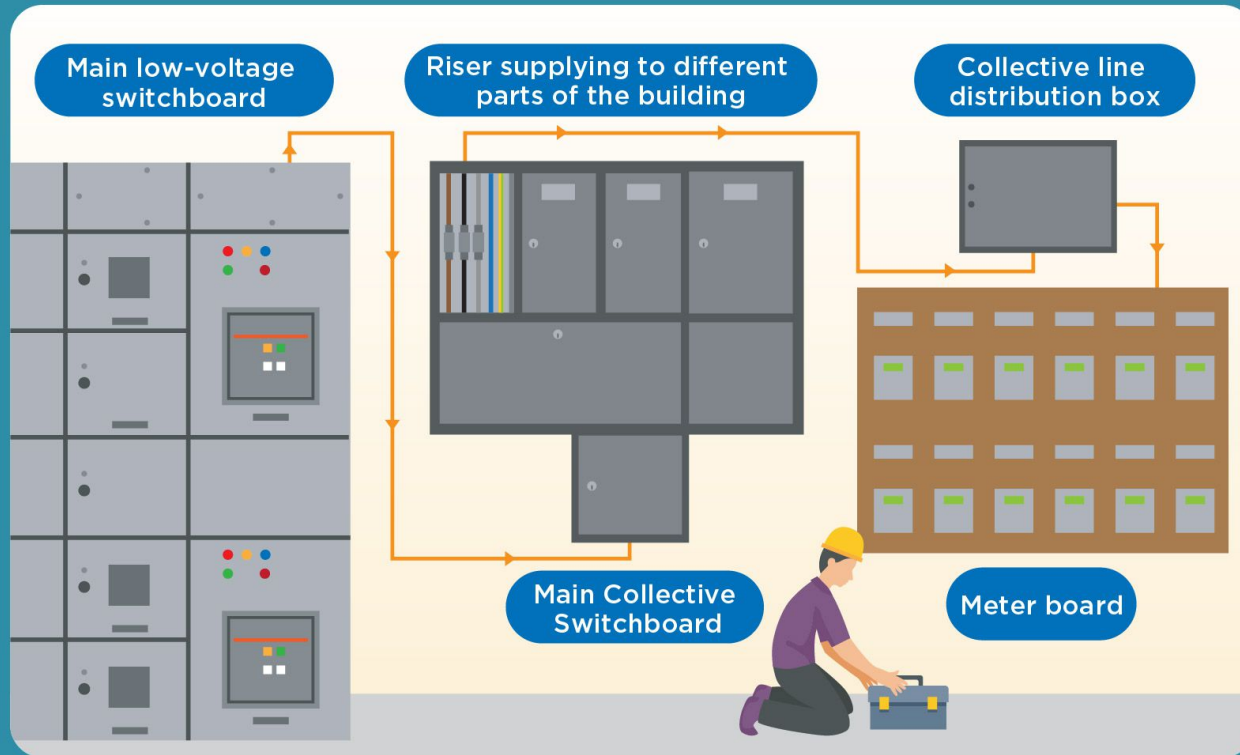 Main low-voltage
switchboard
Riser supplying to different
parts of the building
Collective line
distribution box
Main Collective
Switchboard
Meter board